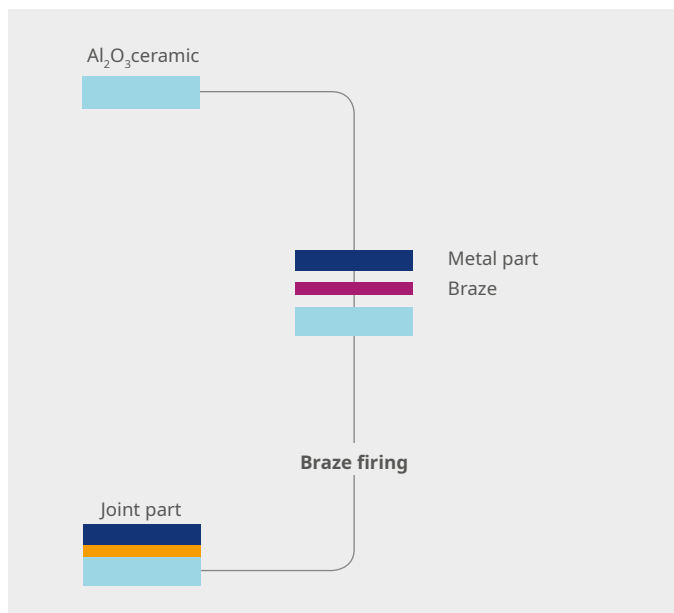 Al₂O₃ceramic
Metal part
Braze
Braze firing
Joint part